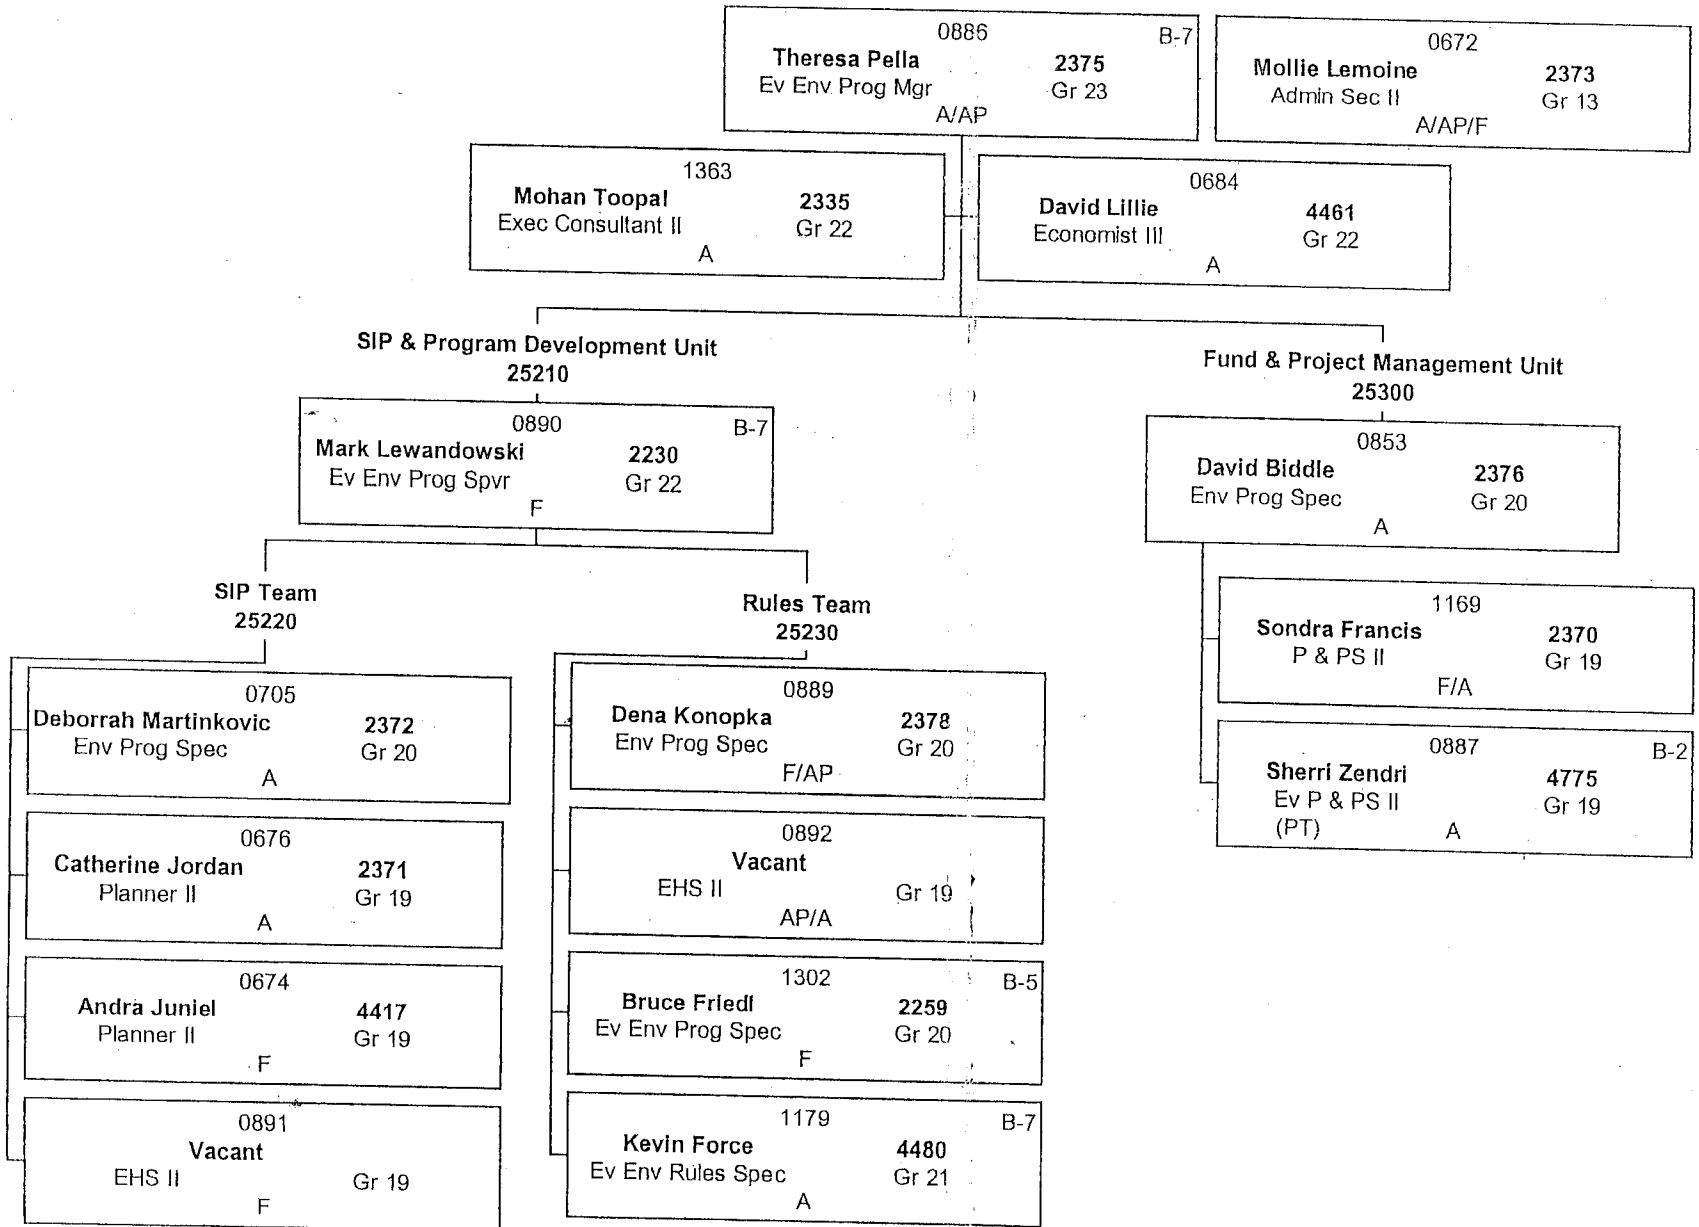 0886 B-7
Theresa Pella 2375
Ev Env Prog Mgr Gr 23
A/AP
0672
Mollie Lemoine 2373
Admin Sec II Gr 13
A/AP/F
1363
Mohan Toopal 2335
Exec Consultant II Gr 22
A
0684
David Lillie 4461
Economist III Gr 22
A
SIP & Program Development Unit
25210
0890 B-7
Mark Lewandowski 2230
Ev Env Prog Spvr Gr 22
F
Fund & Project Management Unit
25300
0853
David Biddle 2376
Env Prog Spec Gr 20
A
1169
Sondra Francis 2370
P & PS II Gr 19
F/A
0887 B-2
Sherri Zendri 4775
Ev P & PS II Gr 19
(PT) A
SIP Team
25220
0705
Deborrah Martinkovic 2372
Env Prog Spec Gr 20
A
0676
Catherine Jordan 2371
Planner II Gr 19
A
0674
Andra Juniel 4417
Planner II Gr 19
F
0891
Vacant
EHS II Gr 19
F
Rules Team
25230
0889
Dena Konopka 2378
Env Prog Spec Gr 20
F/AP
0892
Vacant
EHS II Gr 19
AP/A
1302 B-5
Bruce Friedl 2259
Ev Env Prog Spec Gr 20
F
1179 B-7
Kevin Force 4480
Ev Env Rules Spec Gr 21
A